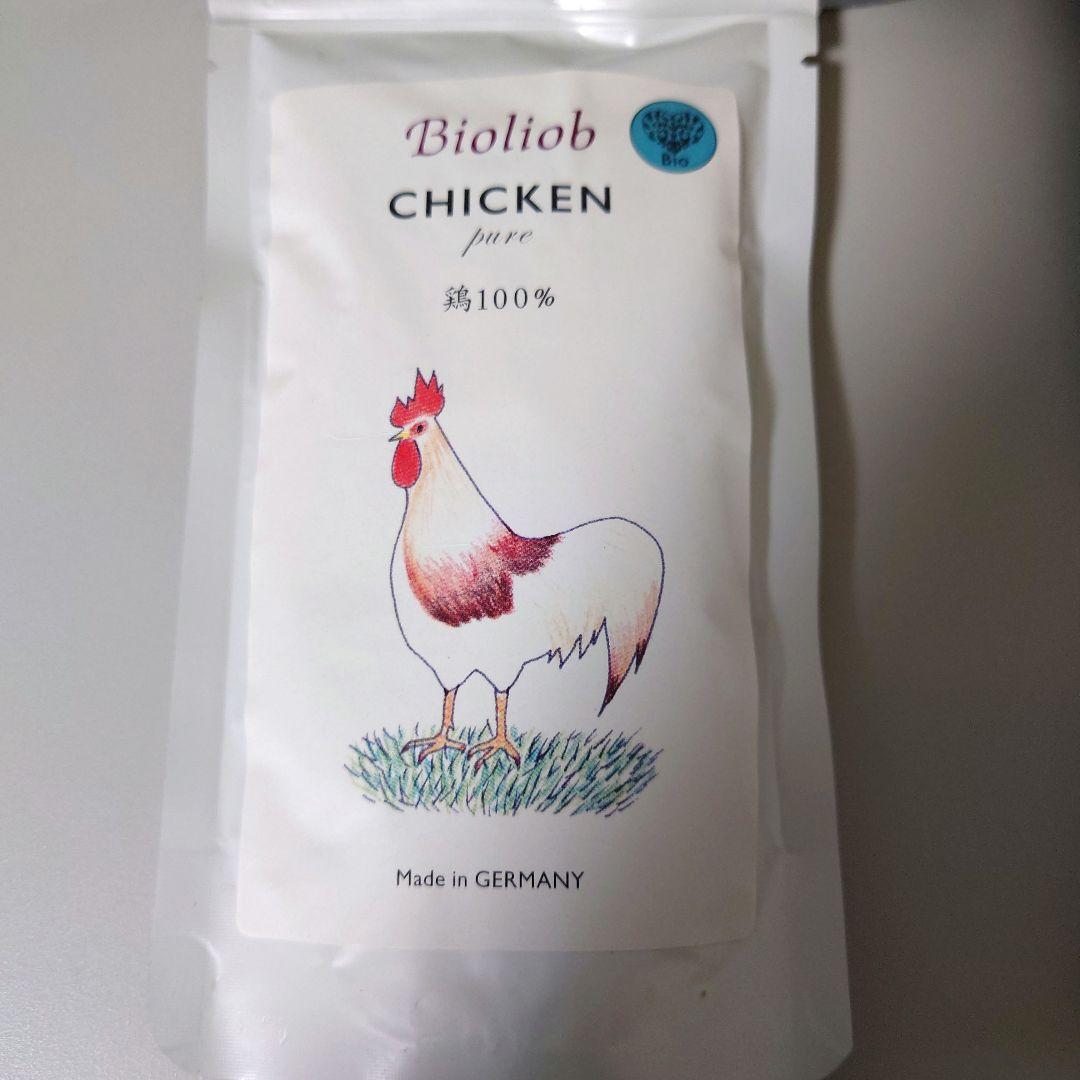 Bioliob
Bio
CHICKEN
pure
鶏100%
Made in GERMANY